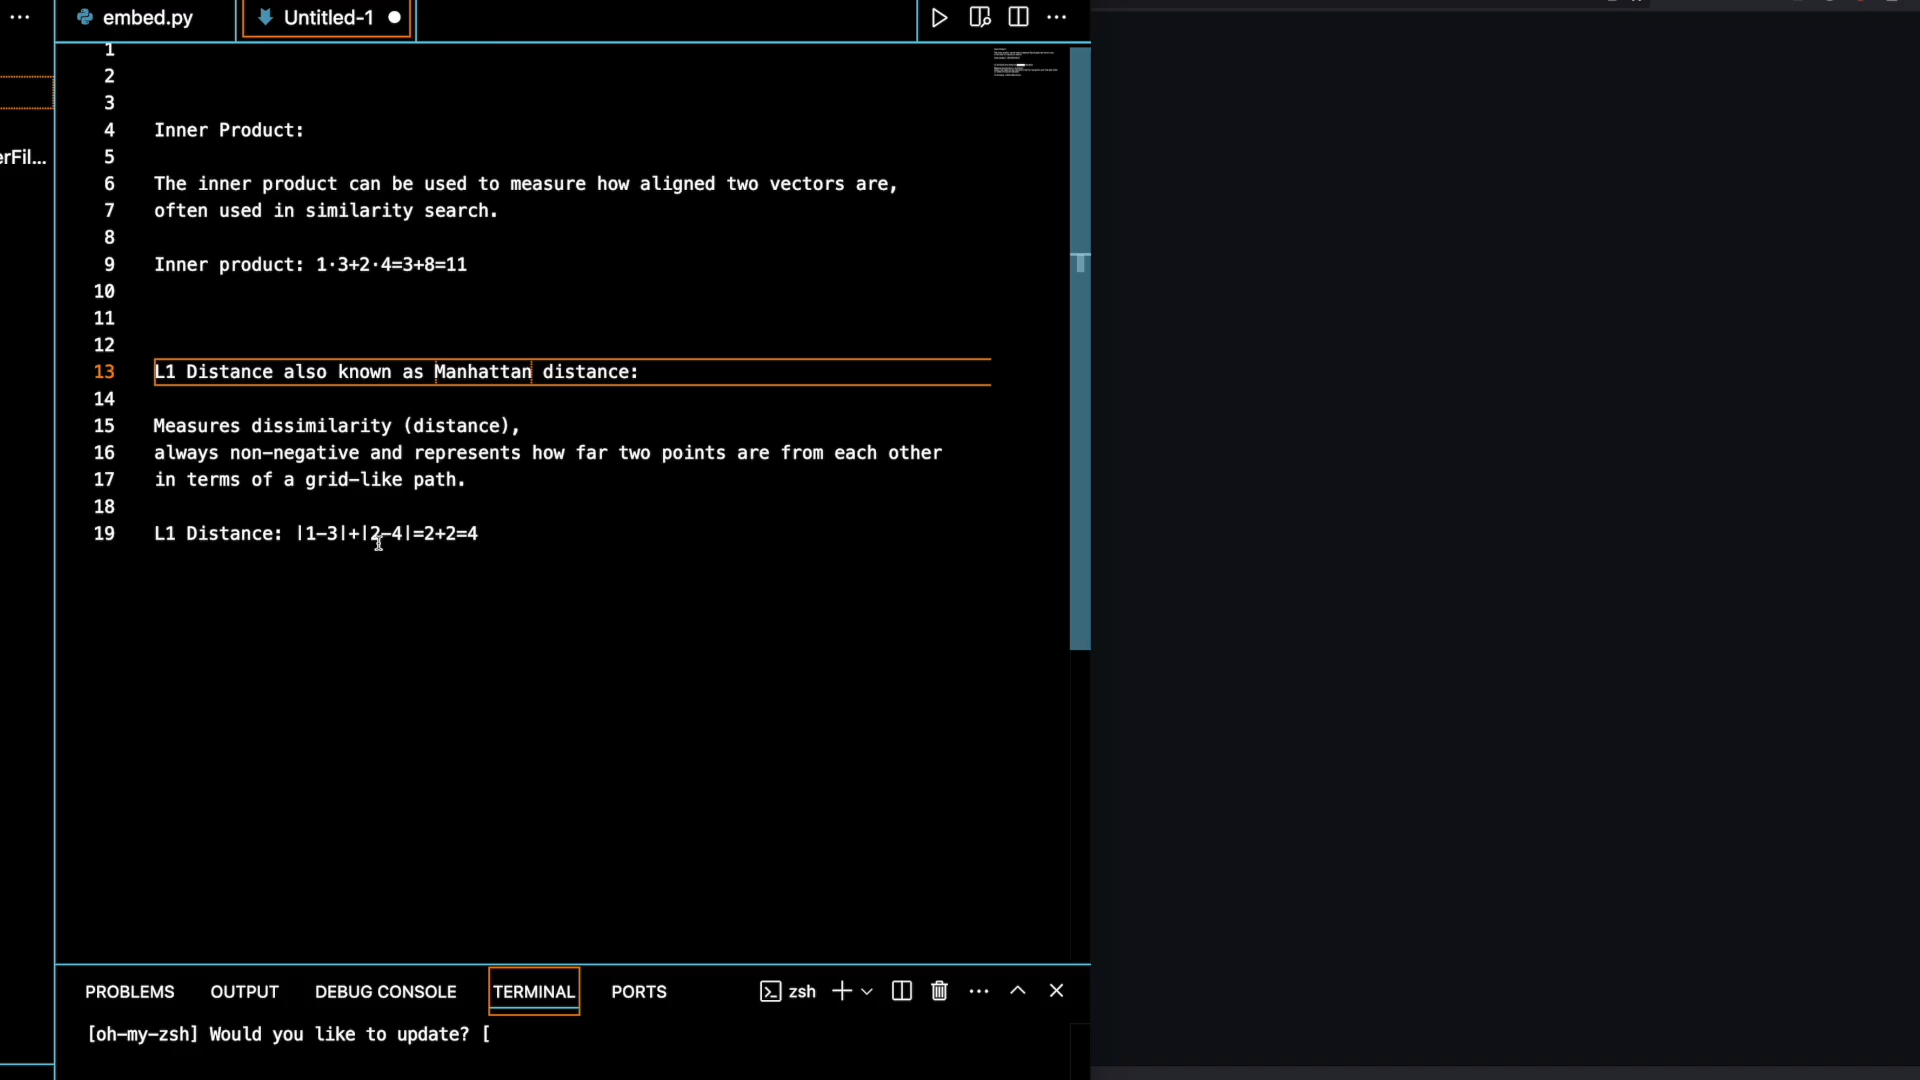 embed.py
Untitled-1
1
2
3
4 Inner Product:
5
erFil...
6 The inner product can be used to measure how aligned two vectors are,
7 often used in similarity search.
8
9 Inner product: 1·3+2·4=3+8=11
10
11
12
13 L1 Distance also known as Manhattan distance:
14
15 Measures dissimilarity (distance),
16 always non-negative and represents how far two points are from each other
17 in terms of a grid-like path.
18
19 L1 Distance: |1-3|+|2-4|=2+2=4
PROBLEMS OUTPUT DEBUG CONSOLE TERMINAL PORTS zsh
[oh-my-zsh] Would you like to update? [